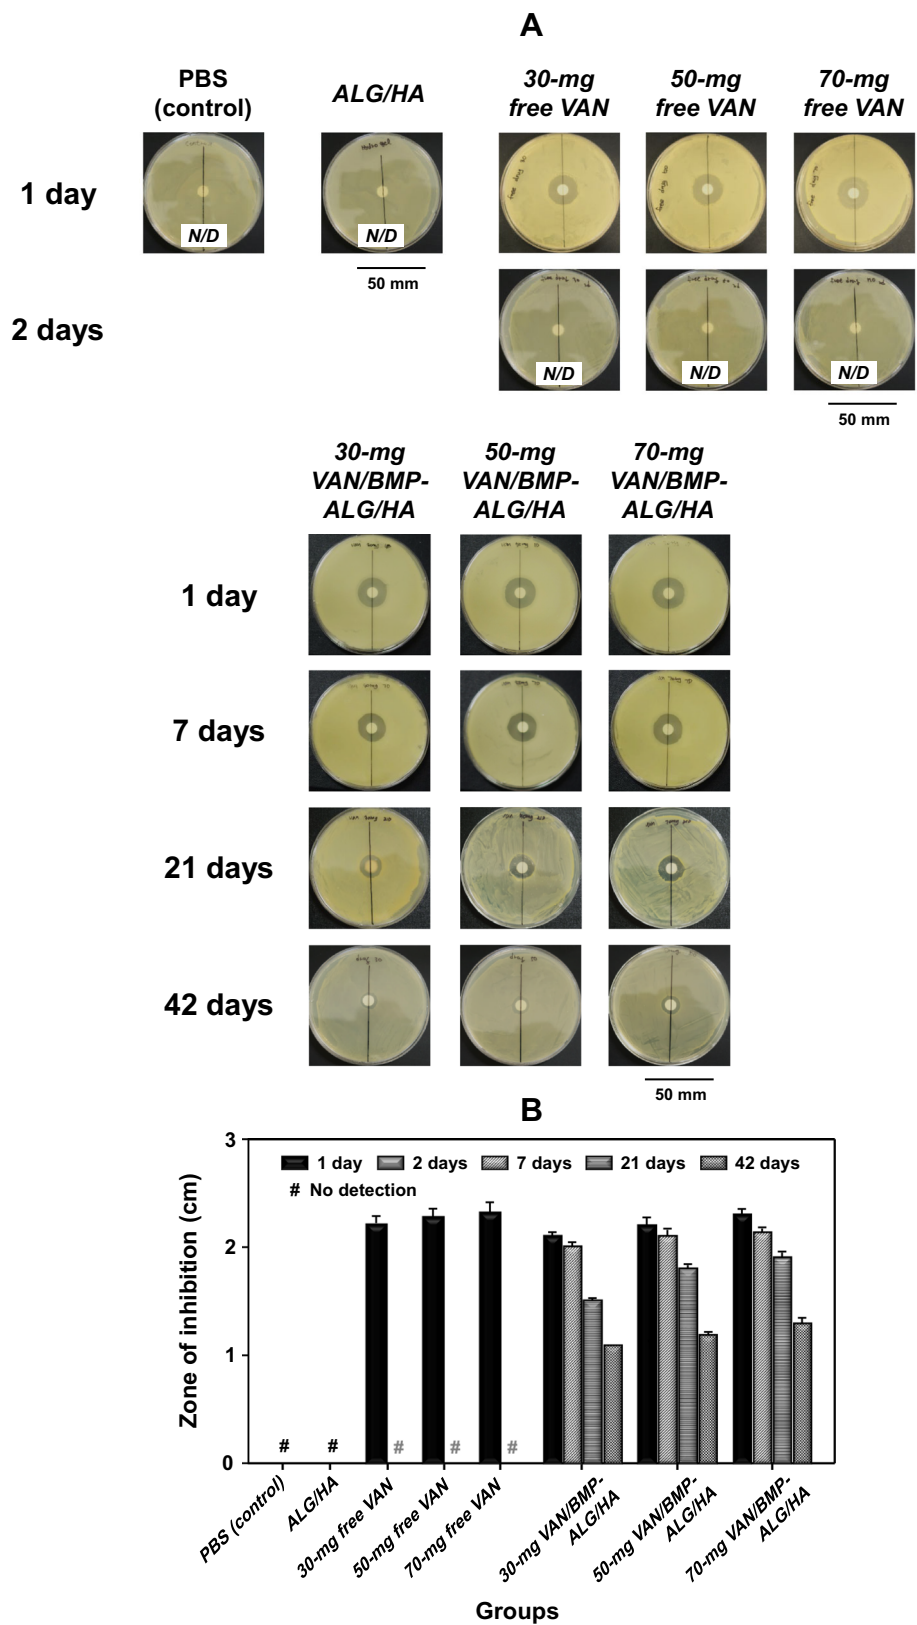 A
PBS
(control)
ALG/HA
30-mg
free VAN
50-mg
free VAN
70-mg
free VAN
1 day
N/D
N/D
50 mm
2 days
N/D
N/D
N/D
50 mm
30-mg
VAN/BMP-
ALG/HA
50-mg
VAN/BMP-
ALG/HA
70-mg
VAN/BMP-
ALG/HA
1 day
7 days
21 days
42 days
50 mm
B
Zone of inhibition (cm)
3
2
1
0
1 day
2 days
7 days
21 days
42 days
# No detection
# # # # #
PBS (control)
ALG/HA
30-mg free VAN
50-mg free VAN
70-mg free VAN
30-mg VAN/BMP-
ALG/HA
50-mg VAN/BMP-
ALG/HA
70-mg VAN/BMP-
ALG/HA
Groups